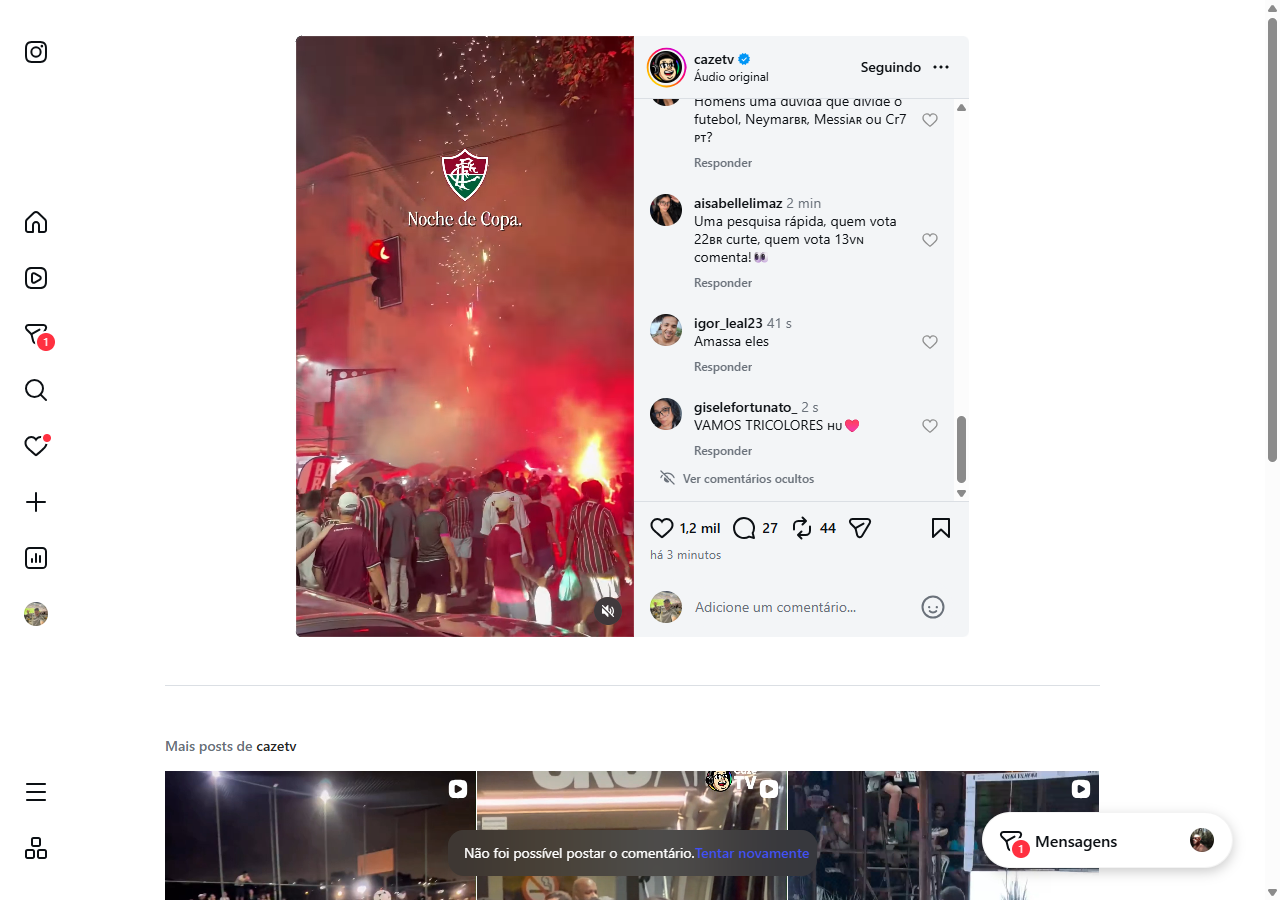 Noche de Copa.
cazetv
Áudio original
Seguindo
Homens uma dúvida que divide o
futebol, Neymarʙʀ, Messiᴀʀ ou Cr7
ᴘᴛ?
Responder
aisabellelimaz 2 min
Uma pesquisa rápida, quem vota
22ʙʀ curte, quem vota 13ᴠɴ
comenta!👀
Responder
igor_leal23 41 s
Amassa eles
Responder
giselefortunato_ 2 s
VAMOS TRICOLORES ʜᴜ❤️
Responder
Ver comentários ocultos
1,2 mil 27 44
há 3 minutos
Adicione um comentário...
1
Mais posts de cazetv
TV
Não foi possível postar o comentário.Tentar novamente
1
Mensagens